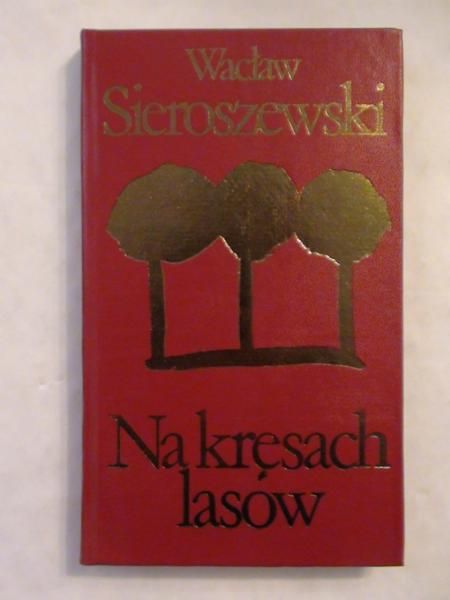 Wacław
Sieroszewski
Na kresach
lasów